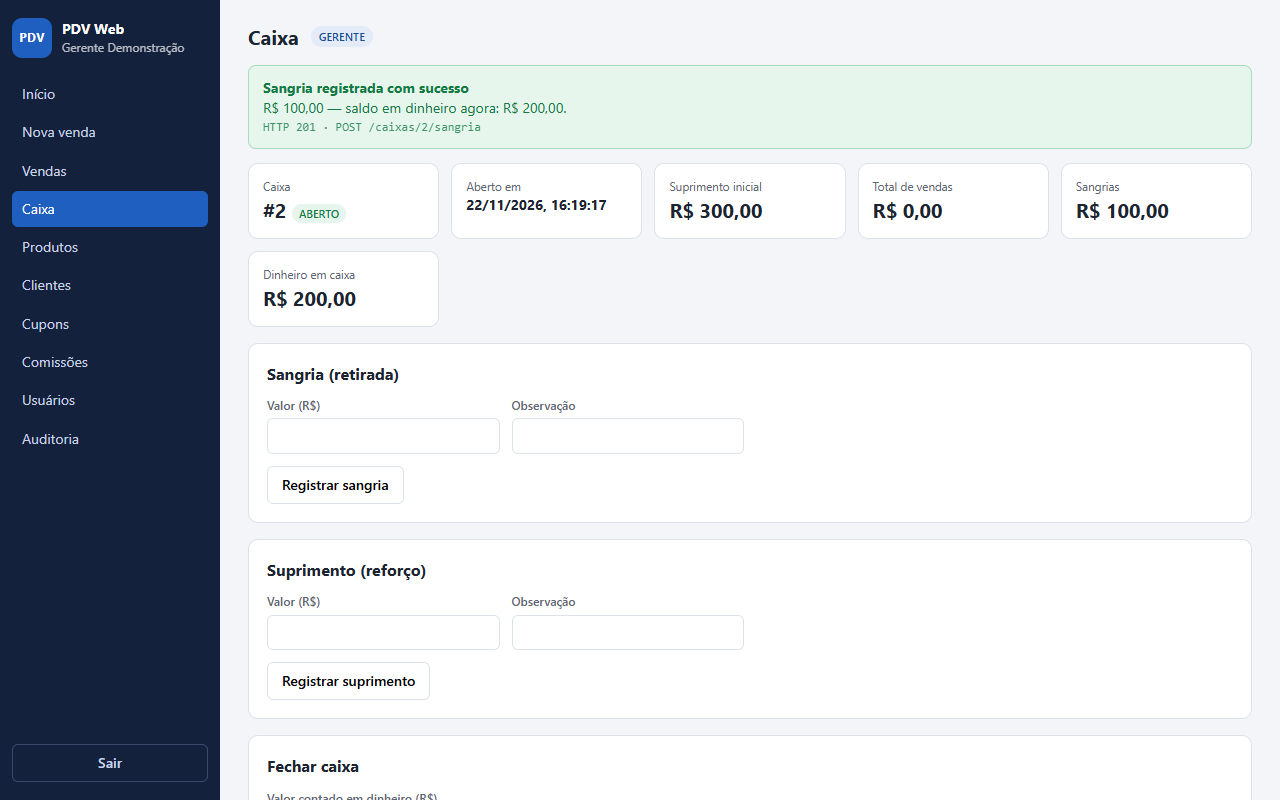 PDV
PDV Web
Gerente Demonstração
Início
Nova venda
Vendas
Caixa
Produtos
Clientes
Cupons
Comissões
Usuários
Auditoria
Sair
Caixa GERENTE
Sangria registrada com sucesso
R$ 100,00 — saldo em dinheiro agora: R$ 200,00.
HTTP 201 · POST /caixas/2/sangria
Caixa
#2 ABERTO
Aberto em
22/11/2026, 16:19:17
Suprimento inicial
R$ 300,00
Total de vendas
R$ 0,00
Sangrias
R$ 100,00
Dinheiro em caixa
R$ 200,00
Sangria (retirada)
Valor (R$) Observação
Registrar sangria
Suprimento (reforço)
Valor (R$) Observação
Registrar suprimento
Fechar caixa
Valor contado em dinheiro (R$)